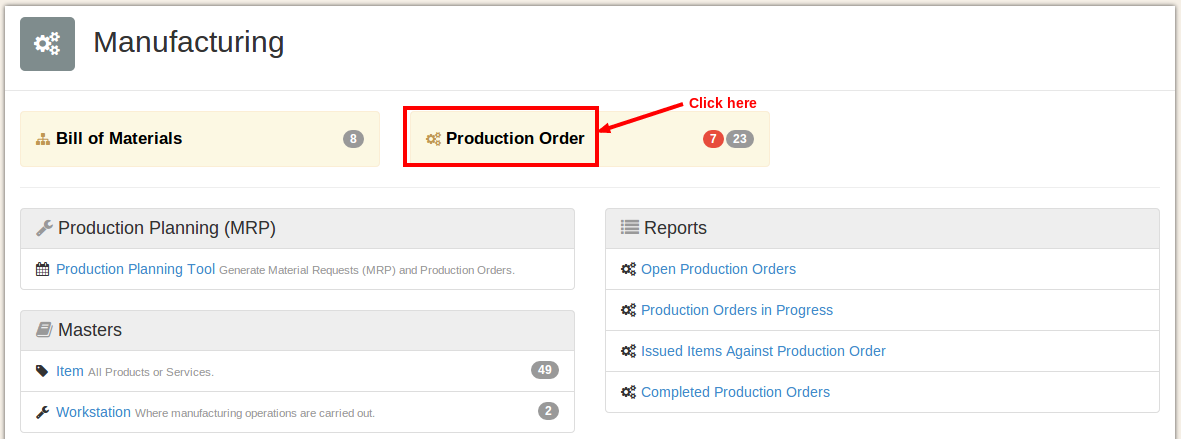 Manufacturing
Click here
Bill of Materials 8
Production Order 7 23
Production Planning (MRP)
Production Planning Tool Generate Material Requests (MRP) and Production Orders.
Masters
Item All Products or Services. 49
Workstation Where manufacturing operations are carried out. 2
Reports
Open Production Orders
Production Orders in Progress
Issued Items Against Production Order
Completed Production Orders